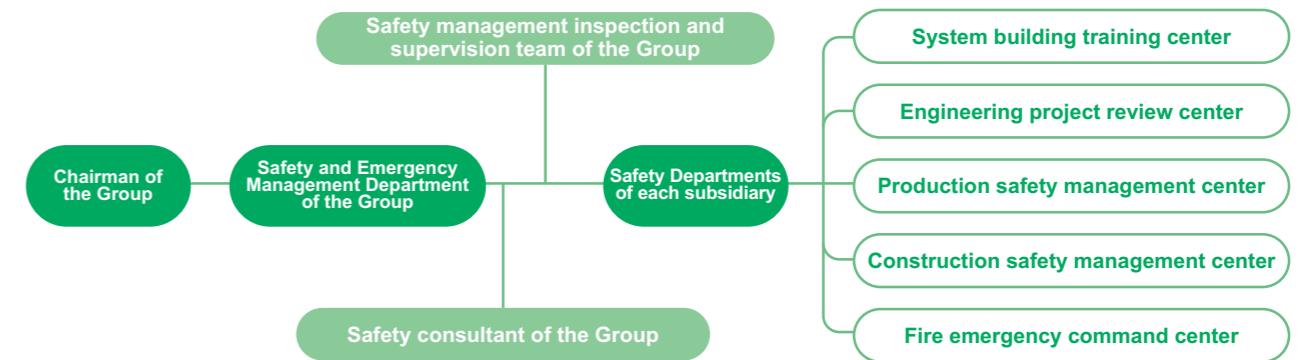 Safety management inspection and
supervision team of the Group
Chairman of
the Group
Safety and Emergency
Management Department
of the Group
Safety Departments
of each subsidiary
Safety consultant of the Group
System building training center
Engineering project review center
Production safety management center
Construction safety management center
Fire emergency command center